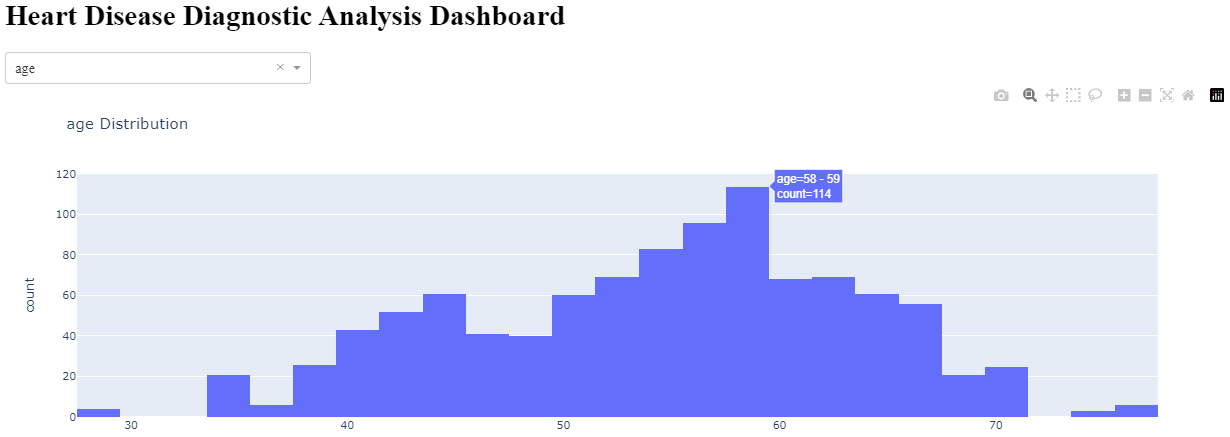 Heart Disease Diagnostic Analysis Dashboard
age
age Distribution
age=58 - 59
count=114
120
100
80
60
40
20
0
count
30 40 50 60 70